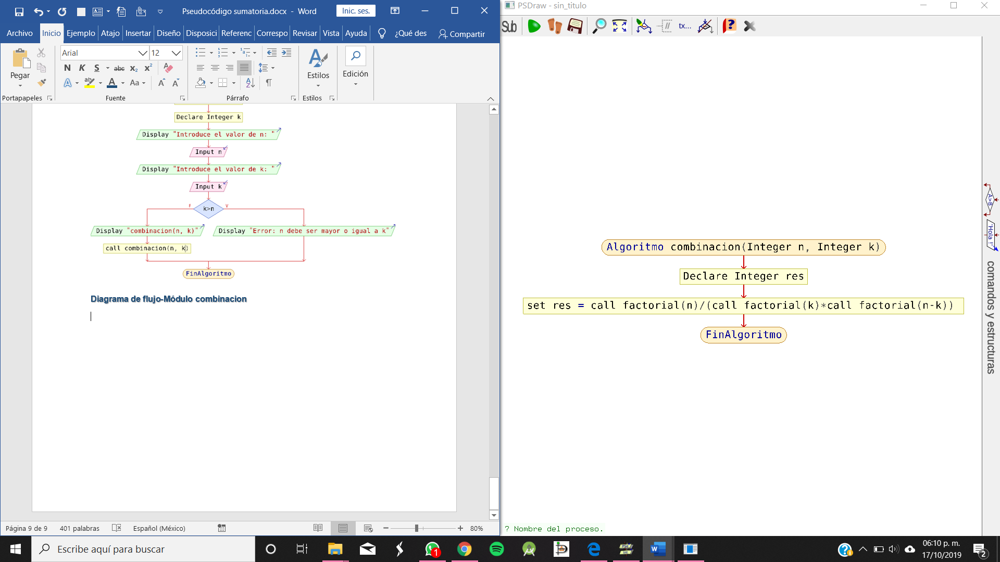 Pseudocódigo sumatoria.docx - Word
Inic. ses.
Archivo Inicio Ejemplo Atajo Insertar Diseño Disposici Referenc Correspo Revisar Vista Ayuda ¿Qué des Compartir
Pegar
Portapapeles
Arial 12
N K S abc x₂ x² Aa A A
Fuente
Párrafo
Estilos
Estilos
Edición
Declare Integer k
Display "Introduce el valor de n: "
Input n
Display "Introduce el valor de k: "
Input k
k>n
F V
Display "combinacion(n, k)"
Display "Error: n debe ser mayor o igual a k"
call combinacion(n, k)
FinAlgoritmo
Diagrama de flujo-Módulo combinacion
Página 9 de 9 401 palabras Español (México) 80%
PSDraw - sin_titulo
Sub tx...
Algoritmo combinacion(Integer n, Integer k)
Declare Integer res
set res = call factorial(n)/(call factorial(k)*call factorial(n-k))
FinAlgoritmo
A>B
"Hola !"
comandos y estructuras
? Nombre del proceso.
Escribe aquí para buscar
1
06:10 p. m.
17/10/2019
2